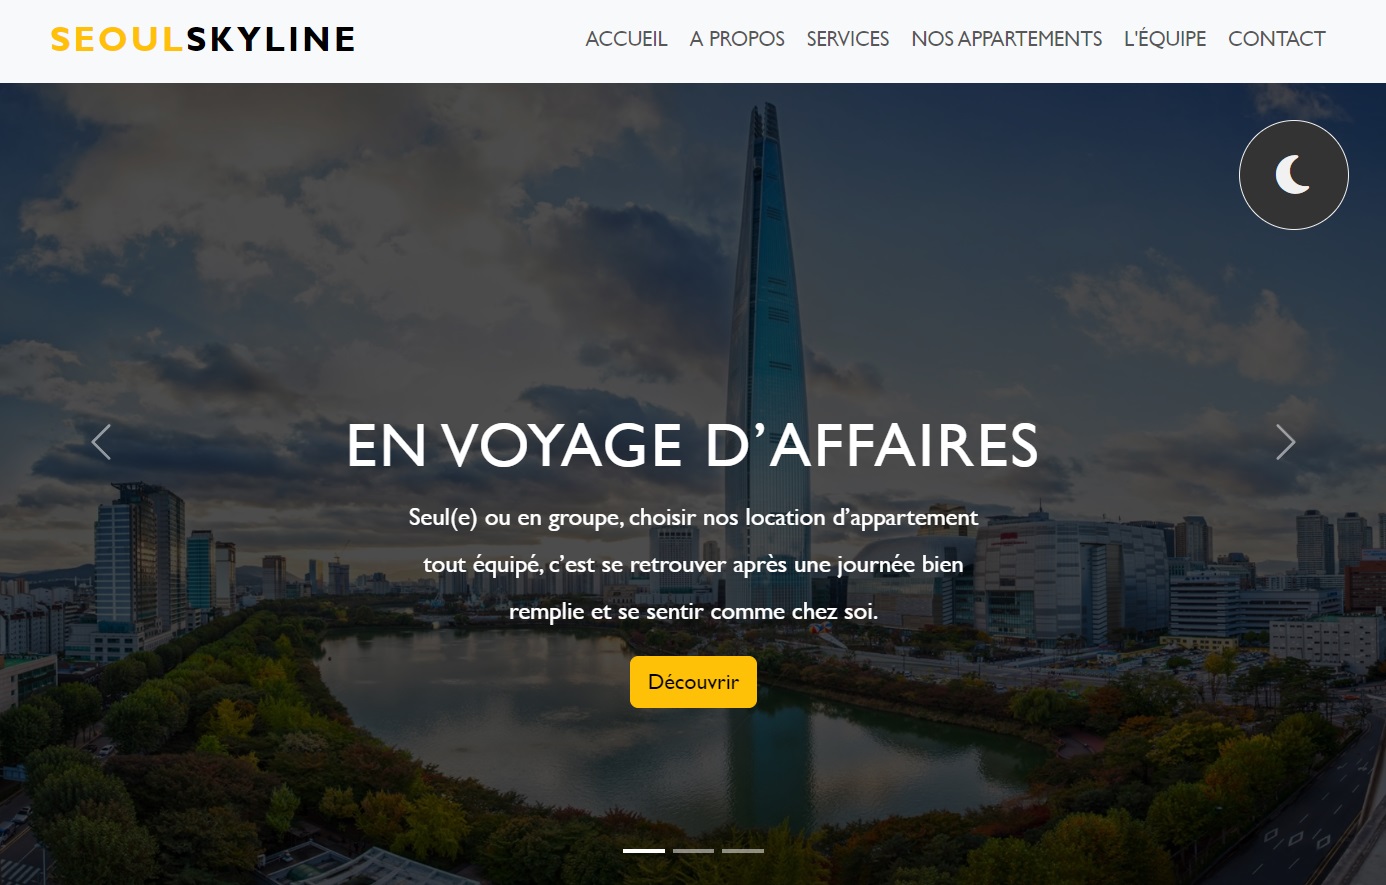 SEOULSKYLINE
ACCUEIL A PROPOS SERVICES NOS APPARTEMENTS L'ÉQUIPE CONTACT
EN VOYAGE D’AFFAIRES
Seul(e) ou en groupe, choisir nos location d’appartement
tout équipé, c’est se retrouver après une journée bien
remplie et se sentir comme chez soi.
Découvrir